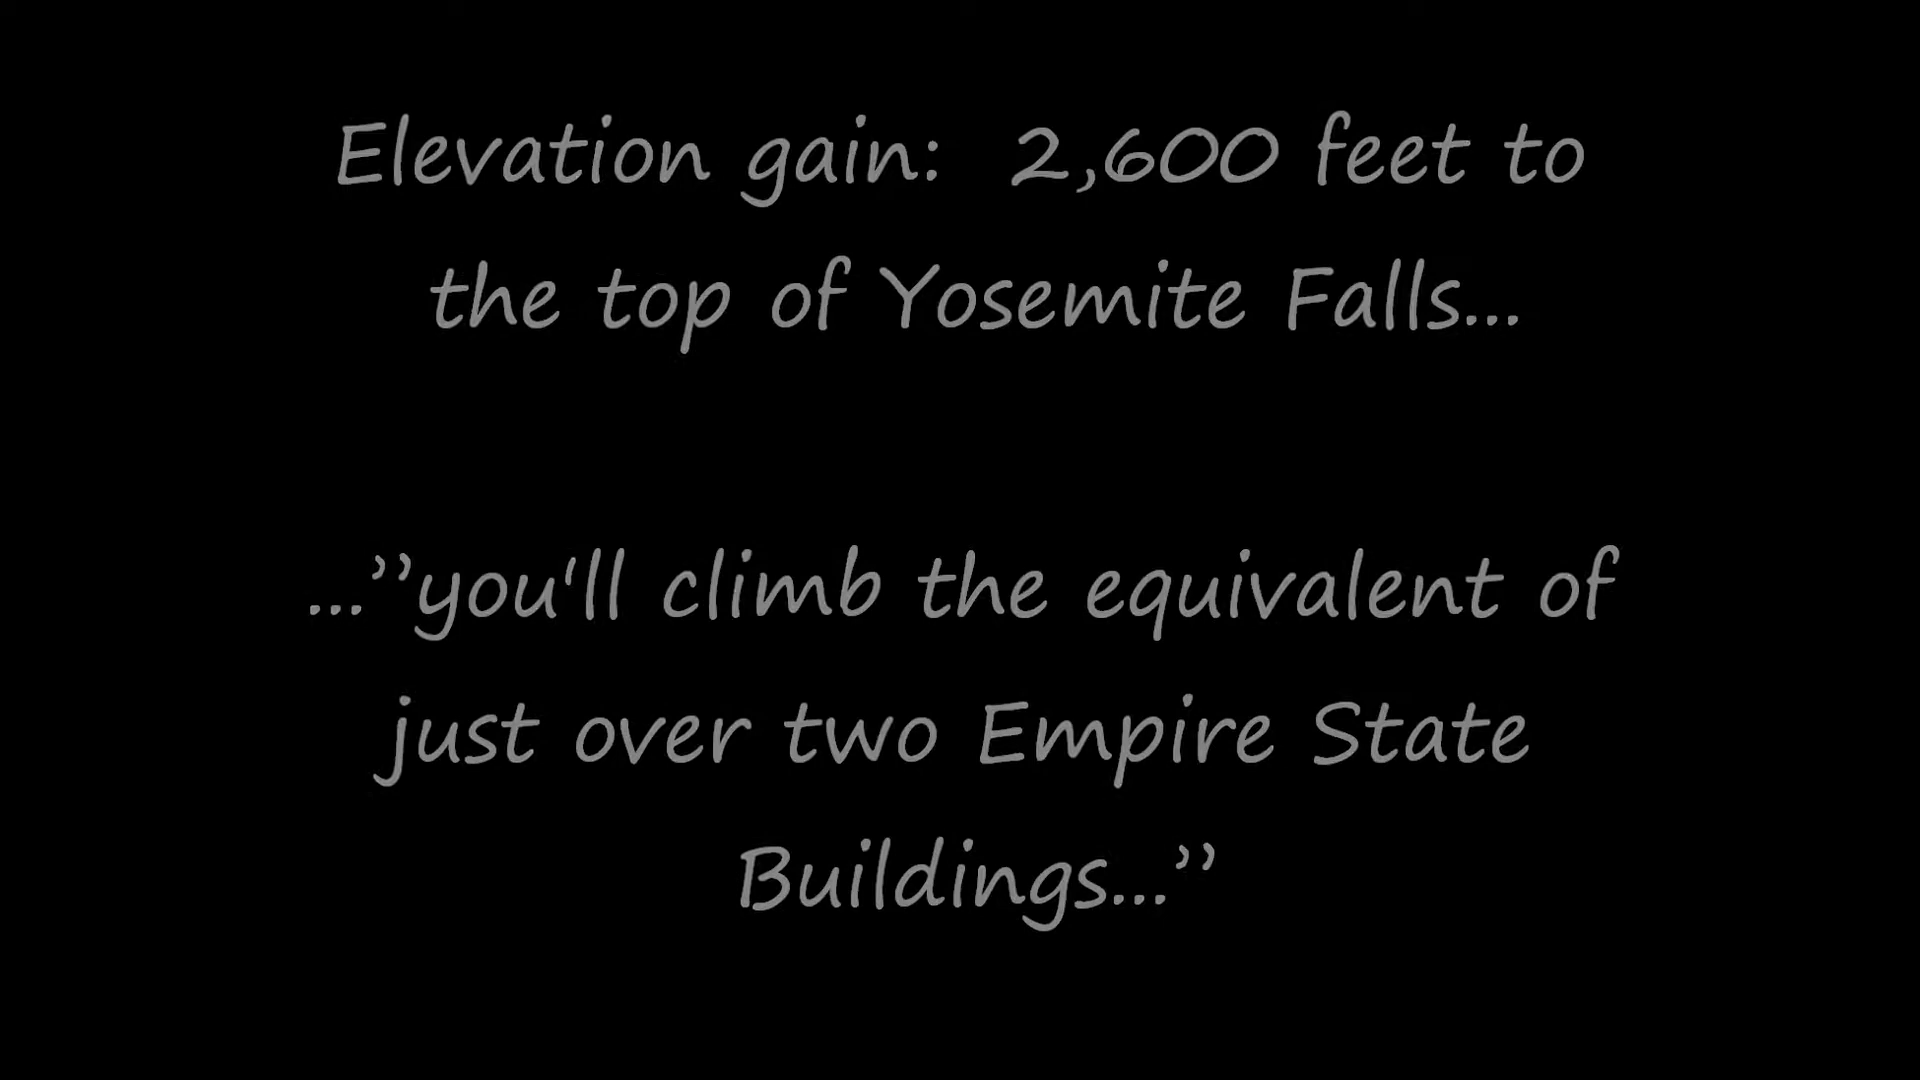 Elevation gain:  2,600 feet to
the top of Yosemite Falls...
...”you'll climb the equivalent of
just over two Empire State
Buildings...”